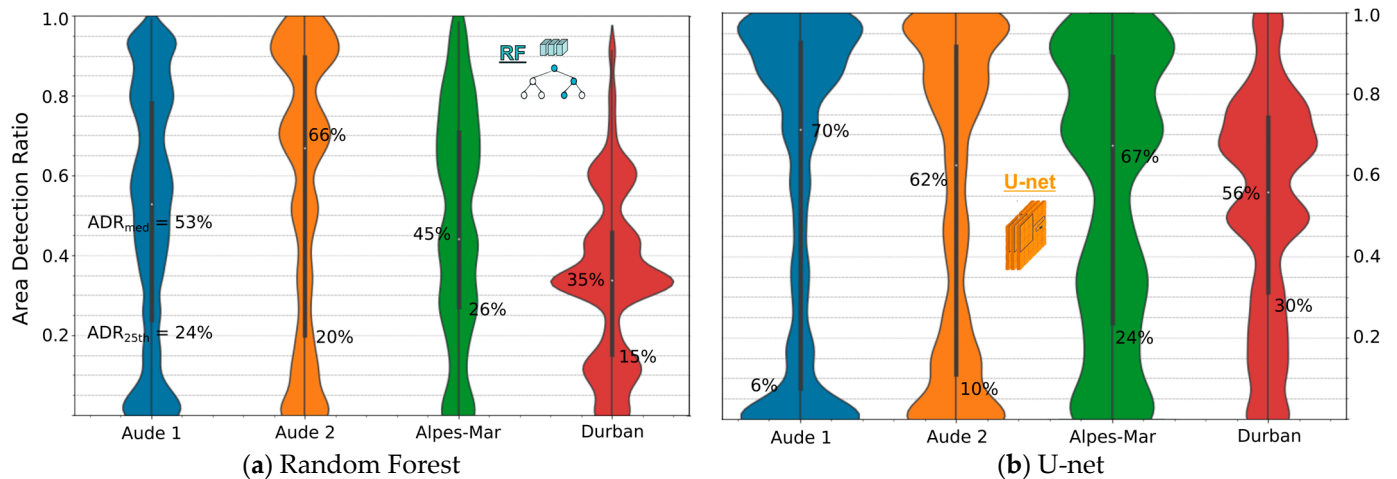 1.0
0.8
0.6
0.4
0.2
Area Detection Ratio
RF
66%
ADRmed = 53%
45%
35%
26%
ADR25th = 24%
20%
15%
Aude 1
Aude 2
Alpes-Mar
Durban
(a) Random Forest
1.0
0.8
0.6
0.4
0.2
70%
67%
62%
U-net
56%
30%
24%
6%
10%
Aude 1
Aude 2
Alpes-Mar
Durban
(b) U-net